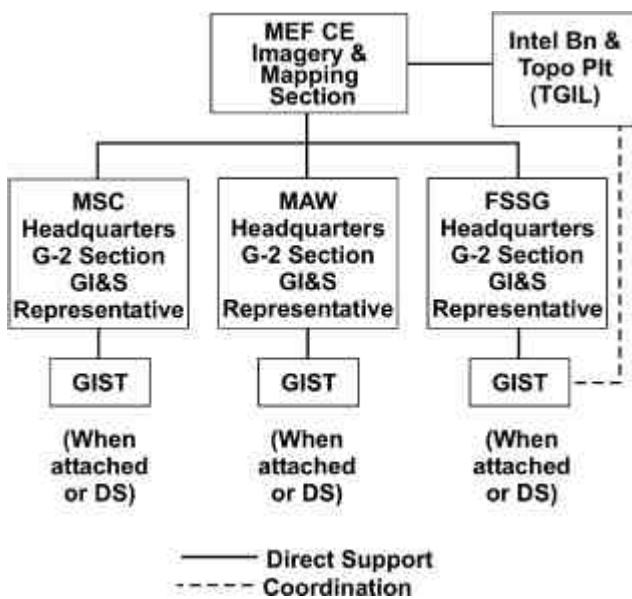 MEF CE
Imagery &
Mapping
Section
Intel Bn &
Topo Plt
(TGIL)
MSC
Headquarters
G-2 Section
GI&S
Representative
MAW
Headquarters
G-2 Section
GI&S
Representative
FSSG
Headquarters
G-2 Section
GI&S
Representative
GIST
GIST
GIST
(When
attached
or DS)
(When
attached
or DS)
(When
attached
or DS)
Direct Support
Coordination